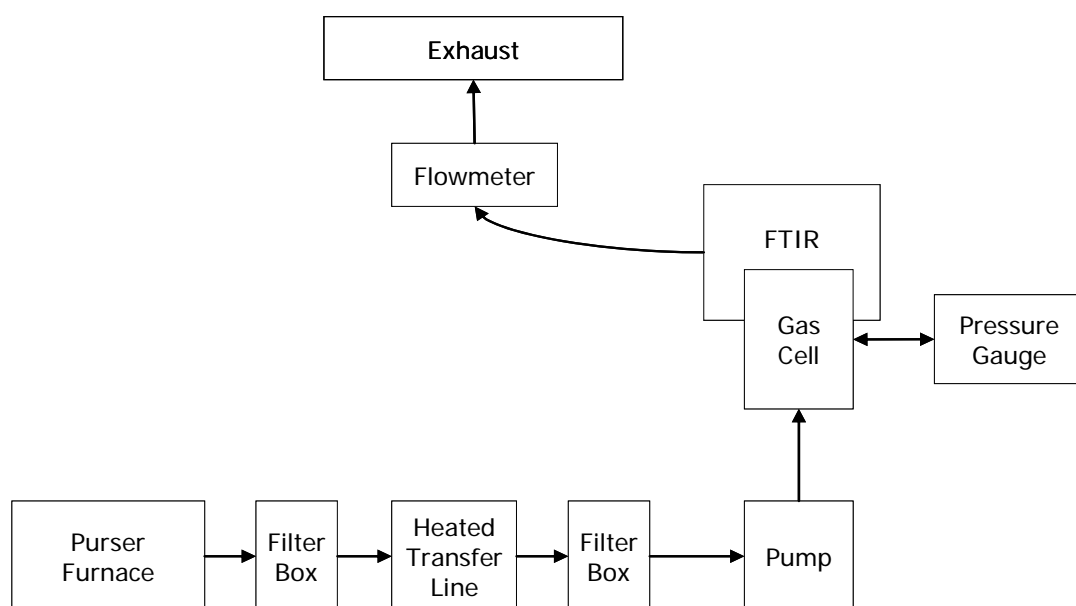 Exhaust
Flowmeter
FTIR
Gas
Cell
Pressure
Gauge
Purser
Furnace
Filter
Box
Heated
Transfer
Line
Filter
Box
Pump